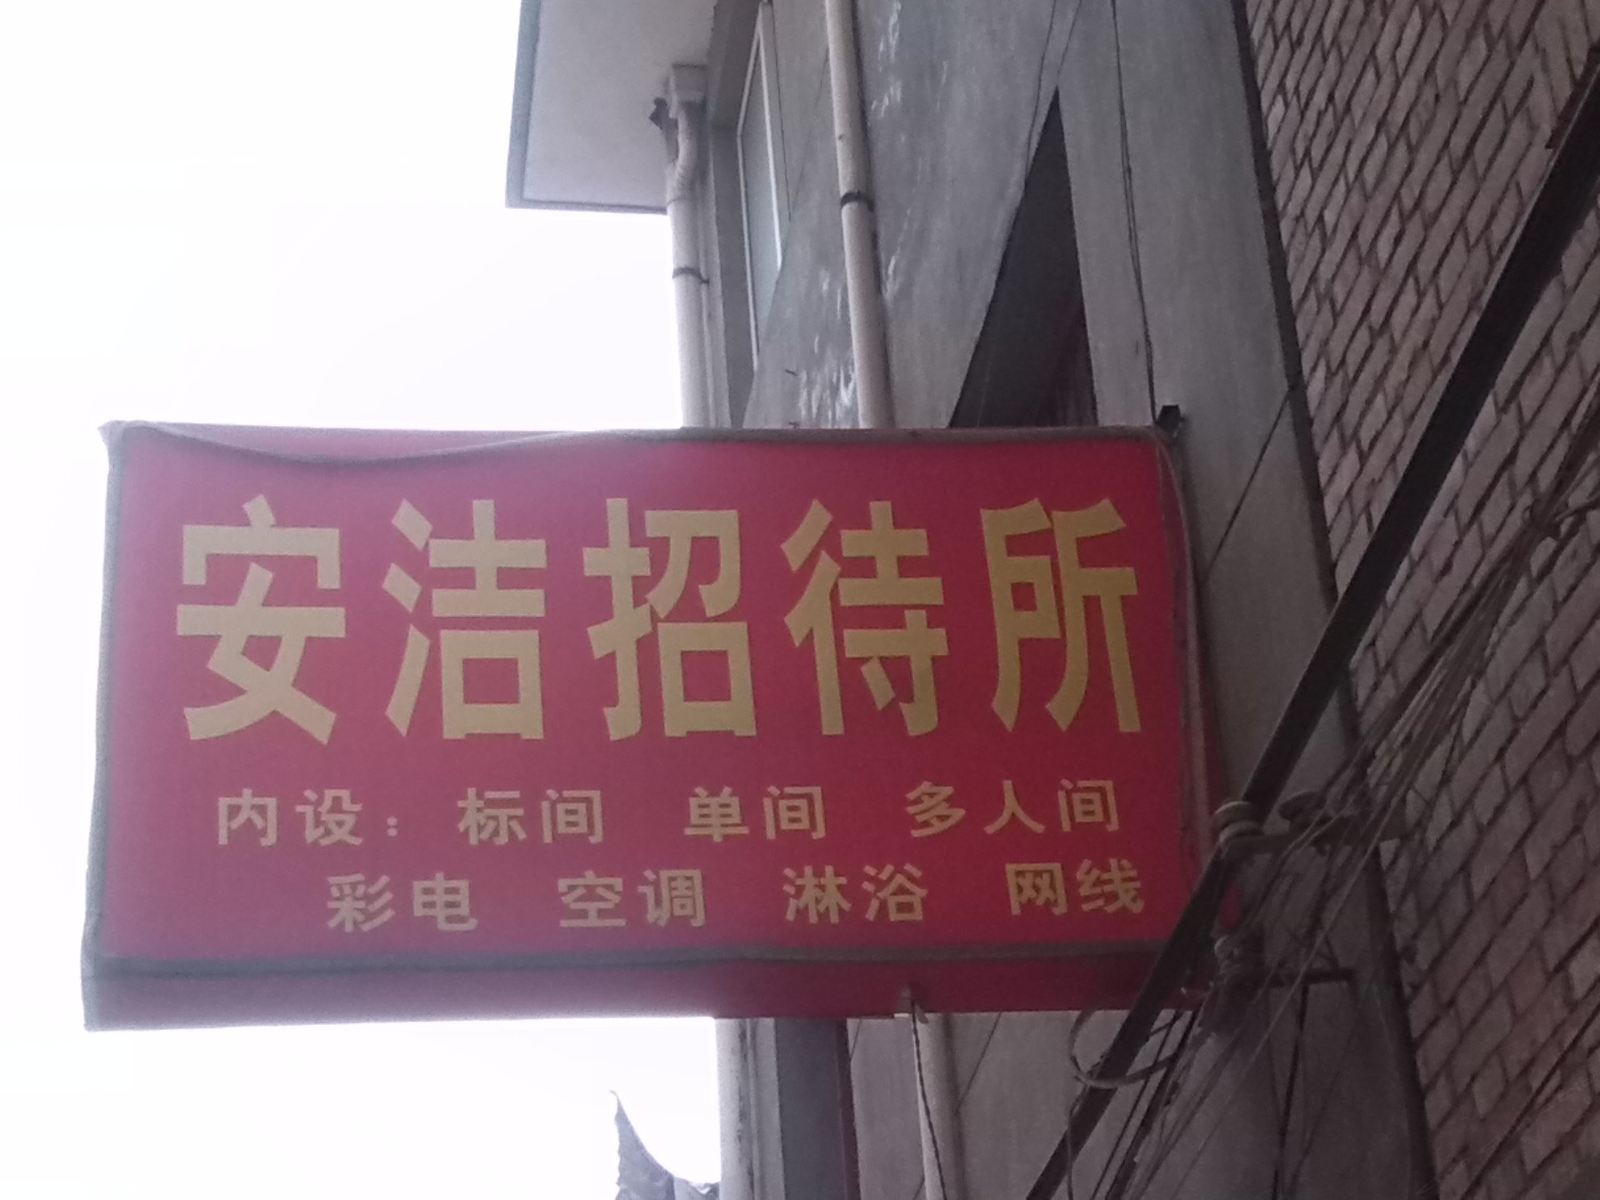 安洁招待所
内设：标间 单间 多人间
彩电 空调 淋浴 网线